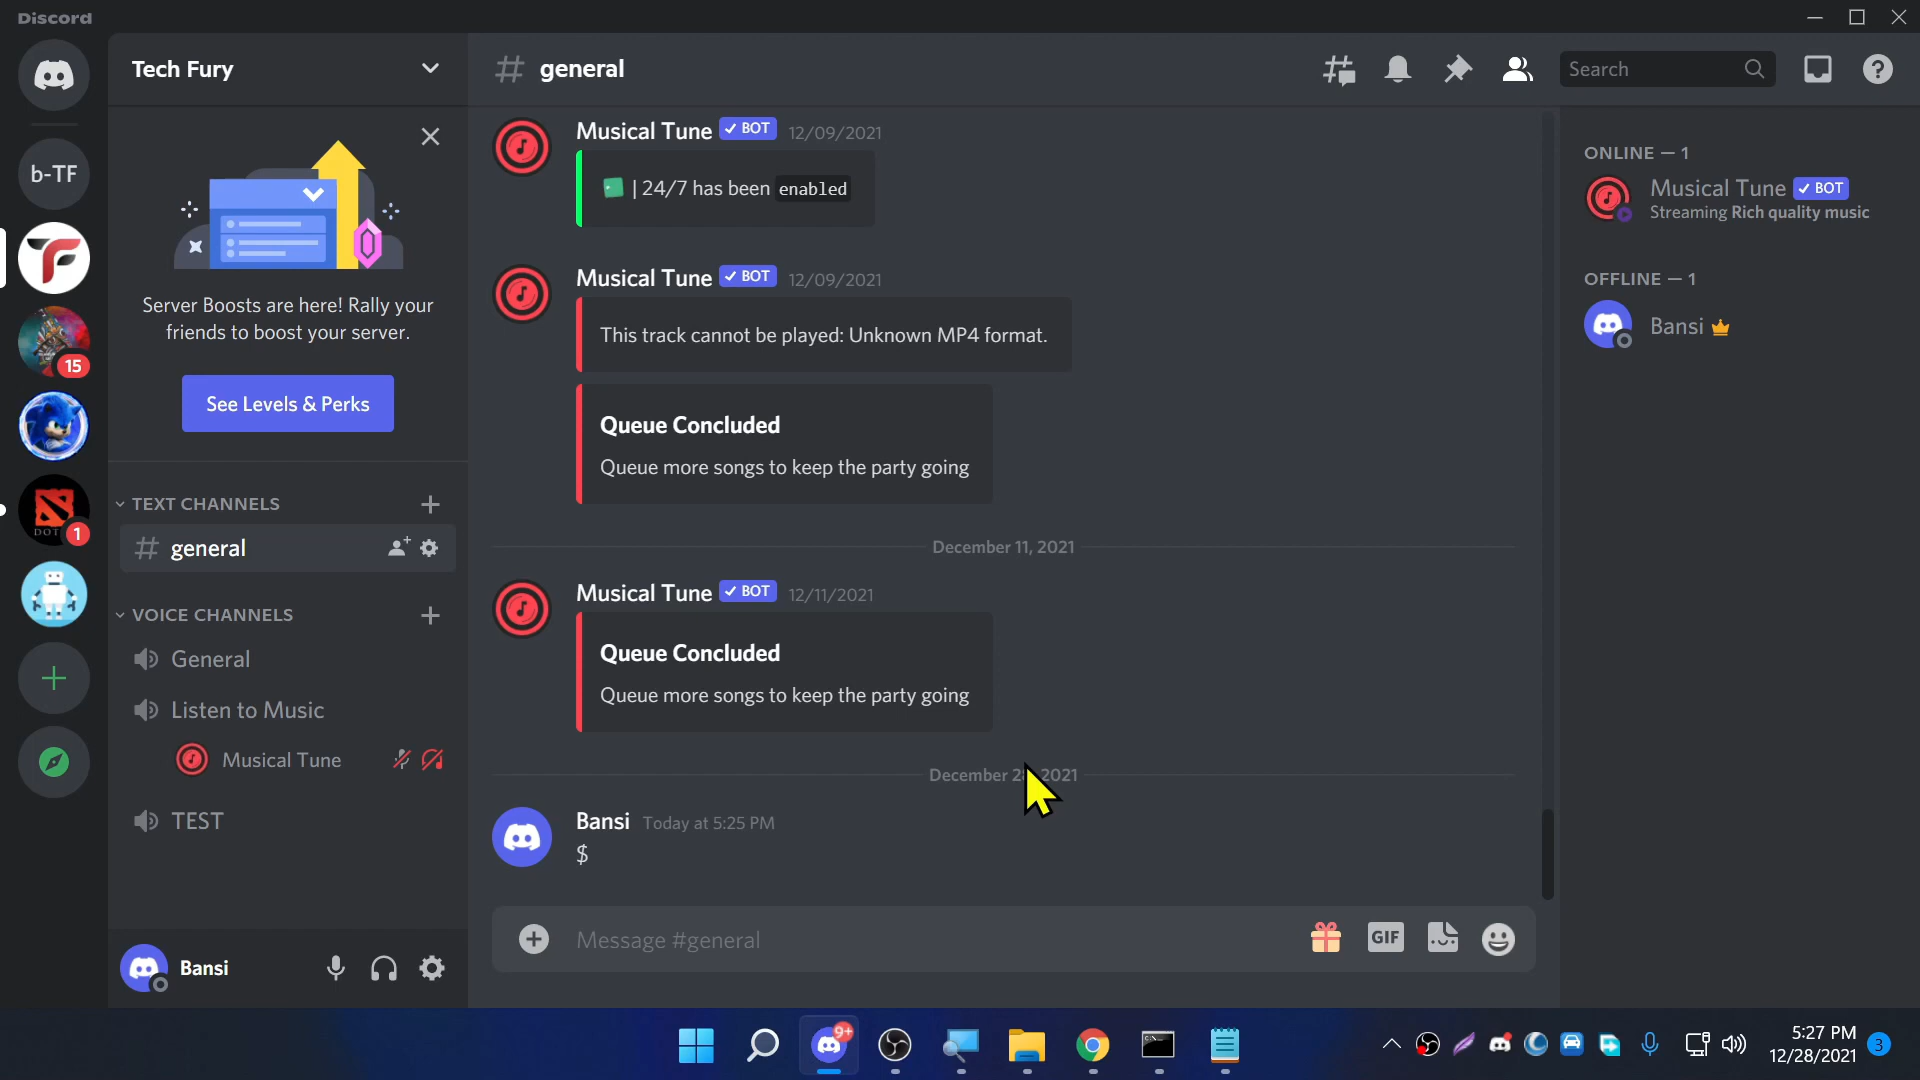 Discord
Tech Fury
# general
Search
b-TF
15
DOT
1
Server Boosts are here! Rally your
friends to boost your server.
See Levels & Perks
TEXT CHANNELS
# general
VOICE CHANNELS
General
Listen to Music
Musical Tune
TEST
Bansi
Musical Tune ✓ BOT 12/09/2021
| 24/7 has been enabled
Musical Tune ✓ BOT 12/09/2021
This track cannot be played: Unknown MP4 format.
Queue Concluded
Queue more songs to keep the party going
December 11, 2021
Musical Tune ✓ BOT 12/11/2021
Queue Concluded
Queue more songs to keep the party going
December 2 2021
Bansi Today at 5:25 PM
$
Message #general
GIF
ONLINE — 1
Musical Tune ✓ BOT
Streaming Rich quality music
OFFLINE — 1
Bansi
9+
5:27 PM
12/28/2021
3